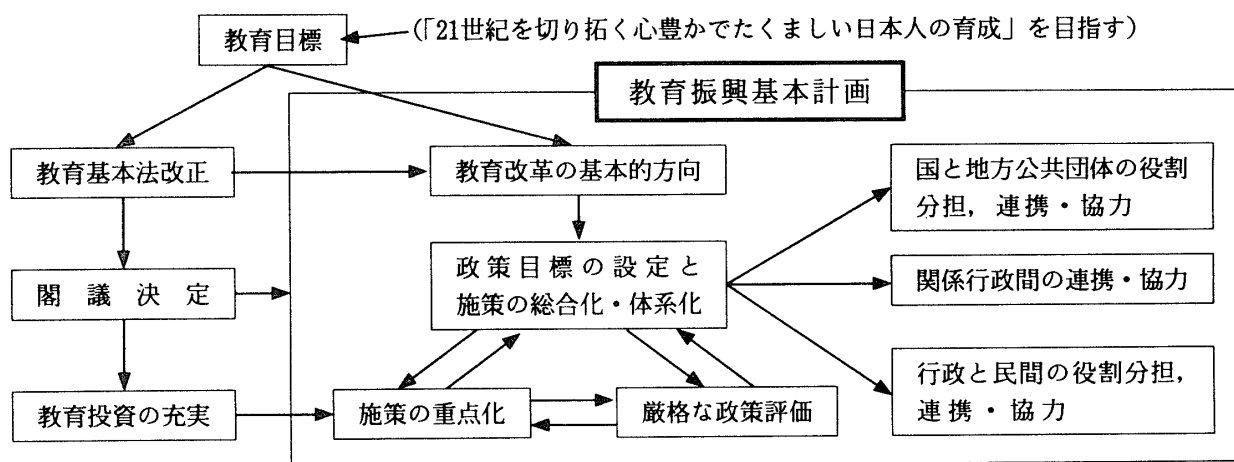 教育目標
(「21世紀を切り拓く心豊かでたくましい日本人の育成」を目指す)
教育振興基本計画
教育基本法改正
教育改革の基本的方向
国と地方公共団体の役割
分担，連携・協力
閣議決定
政策目標の設定と
施策の総合化・体系化
関係行政間の連携・協力
教育投資の充実
施策の重点化
厳格な政策評価
行政と民間の役割分担，
連携・協力